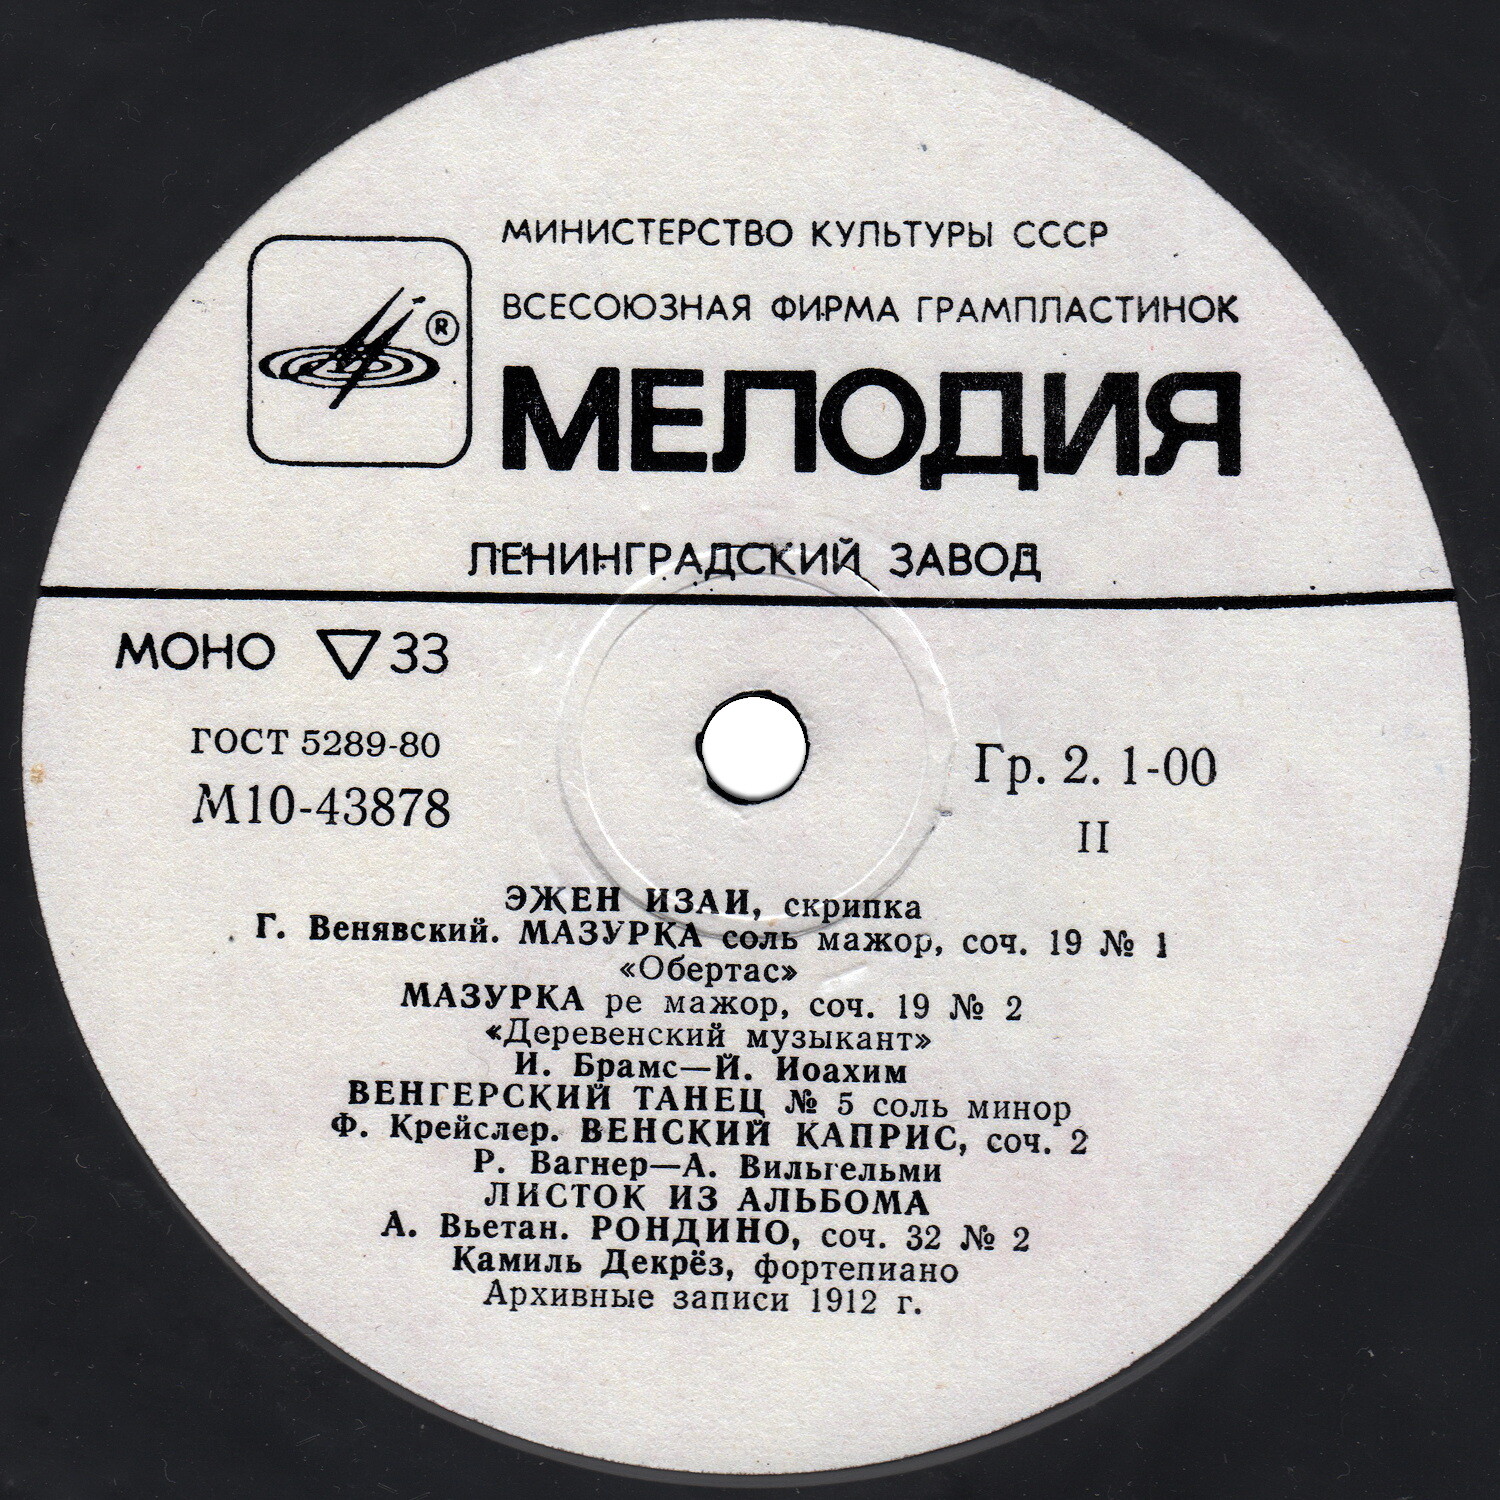 МИНИСТЕРСТВО КУЛЬТУРЫ СССР
ВСЕСОЮЗНАЯ ФИРМА ГРАМПЛАСТИНОК
®
МЕЛОДИЯ
ЛЕНИНГРАДСКИЙ ЗАВОД
МОНО ▽33
ГОСТ 5289-80
М10-43878
Гр. 2. 1-00
II
ЭЖЕН ИЗАИ, скрипка
Г. Венявский. МАЗУРКА соль мажор, соч. 19 № 1
«Обертас»
МАЗУРКА ре мажор, соч. 19 № 2
«Деревенский музыкант»
И. Брамс—Й. Иоахим
ВЕНГЕРСКИЙ ТАНЕЦ № 5 соль минор
Ф. Крейслер. ВЕНСКИЙ КАПРИС, соч. 2
Р. Вагнер—А. Вильгельми
ЛИСТОК ИЗ АЛЬБОМА
А. Вьетан. РОНДИНО, соч. 32 № 2
Камиль Декрёз, фортепиано
Архивные записи 1912 г.